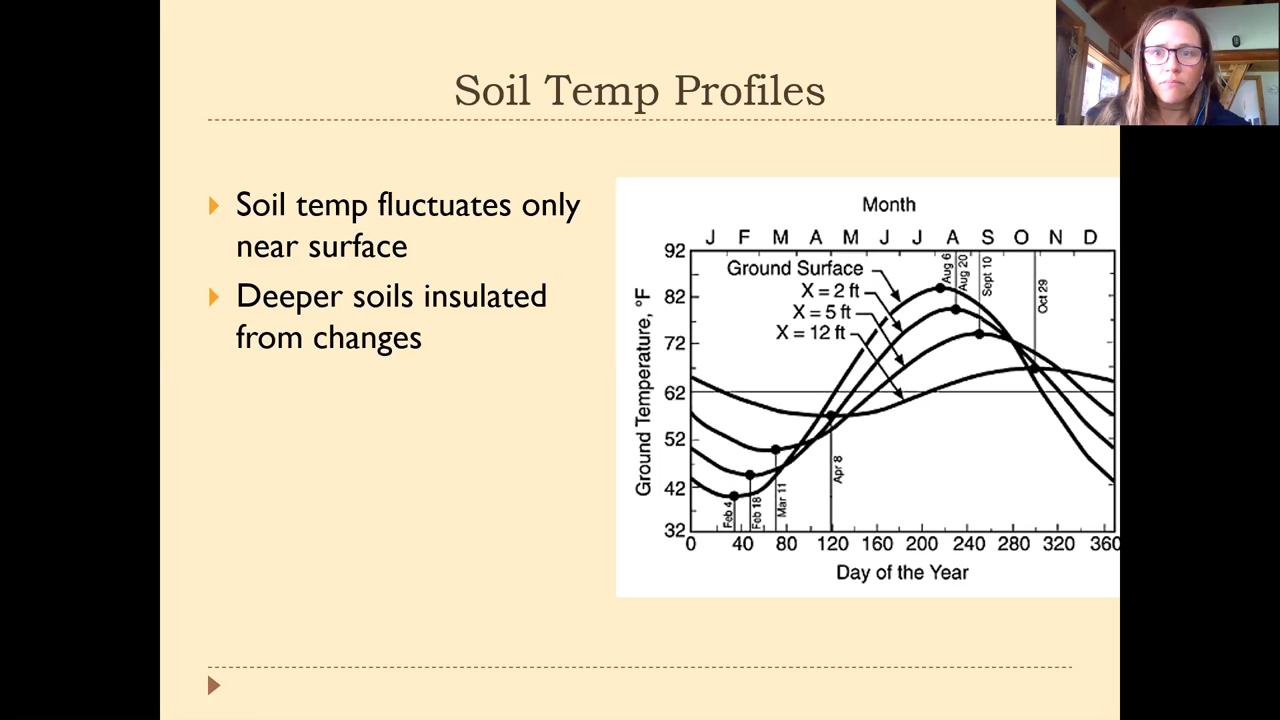 Soil Temp Profiles
Soil temp fluctuates only
near surface
Deeper soils insulated
from changes
Month
J F M A M J J A S O N D
92
82
72
62
52
42
32
Ground Temperature, °F
Ground Surface
X = 2 ft
X = 5 ft
X = 12 ft
Aug 6
Aug 20
Sept 10
Oct 29
Feb 4
Feb 18
Mar 11
Apr 8
0 40 80 120 160 200 240 280 320 360
Day of the Year